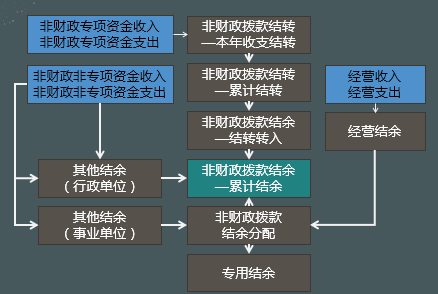 非财政专项资金收入
非财政专项资金支出
非财政拨款结转
—本年收支结转
非财政非专项资金收入
非财政非专项资金支出
非财政拨款结转
—累计结转
经营收入
经营支出
非财政拨款结余
—结转转入
经营结余
其他结余
（行政单位）
非财政拨款结余
—累计结余
其他结余
（事业单位）
非财政拨款
结余分配
专用结余